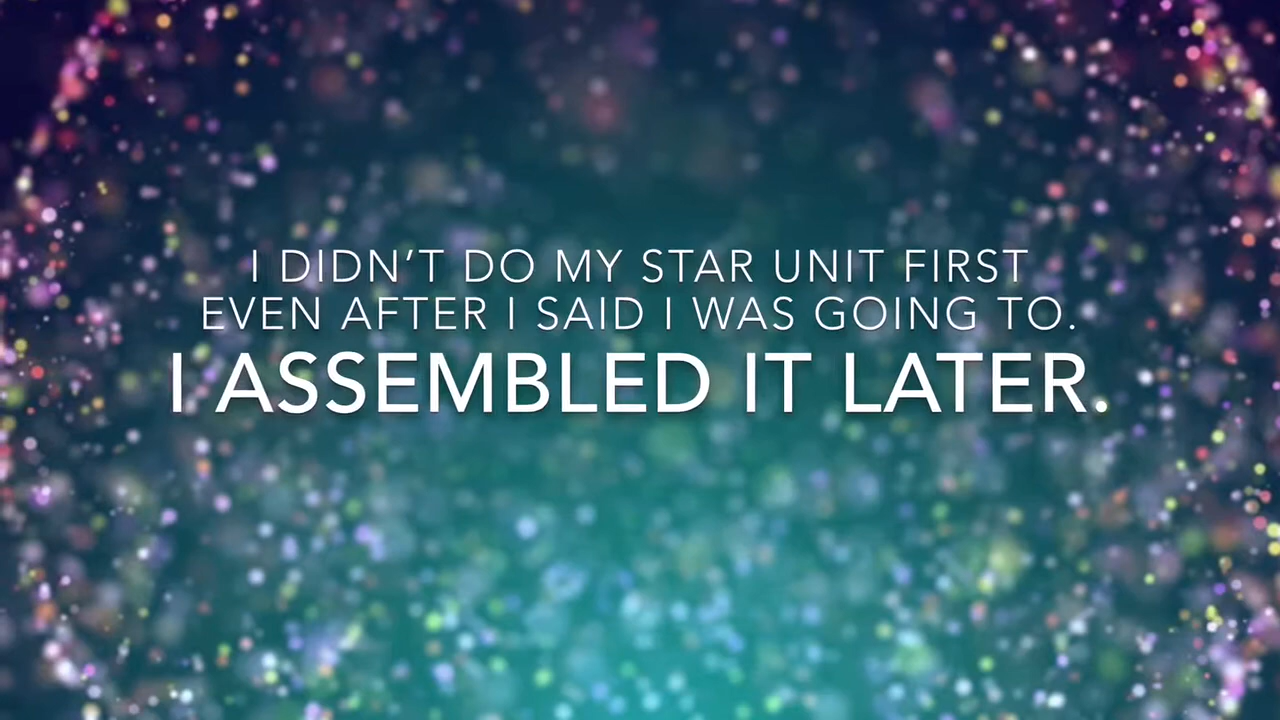 I DIDN’T DO MY STAR UNIT FIRST
EVEN AFTER I SAID I WAS GOING TO.
I ASSEMBLED IT LATER.